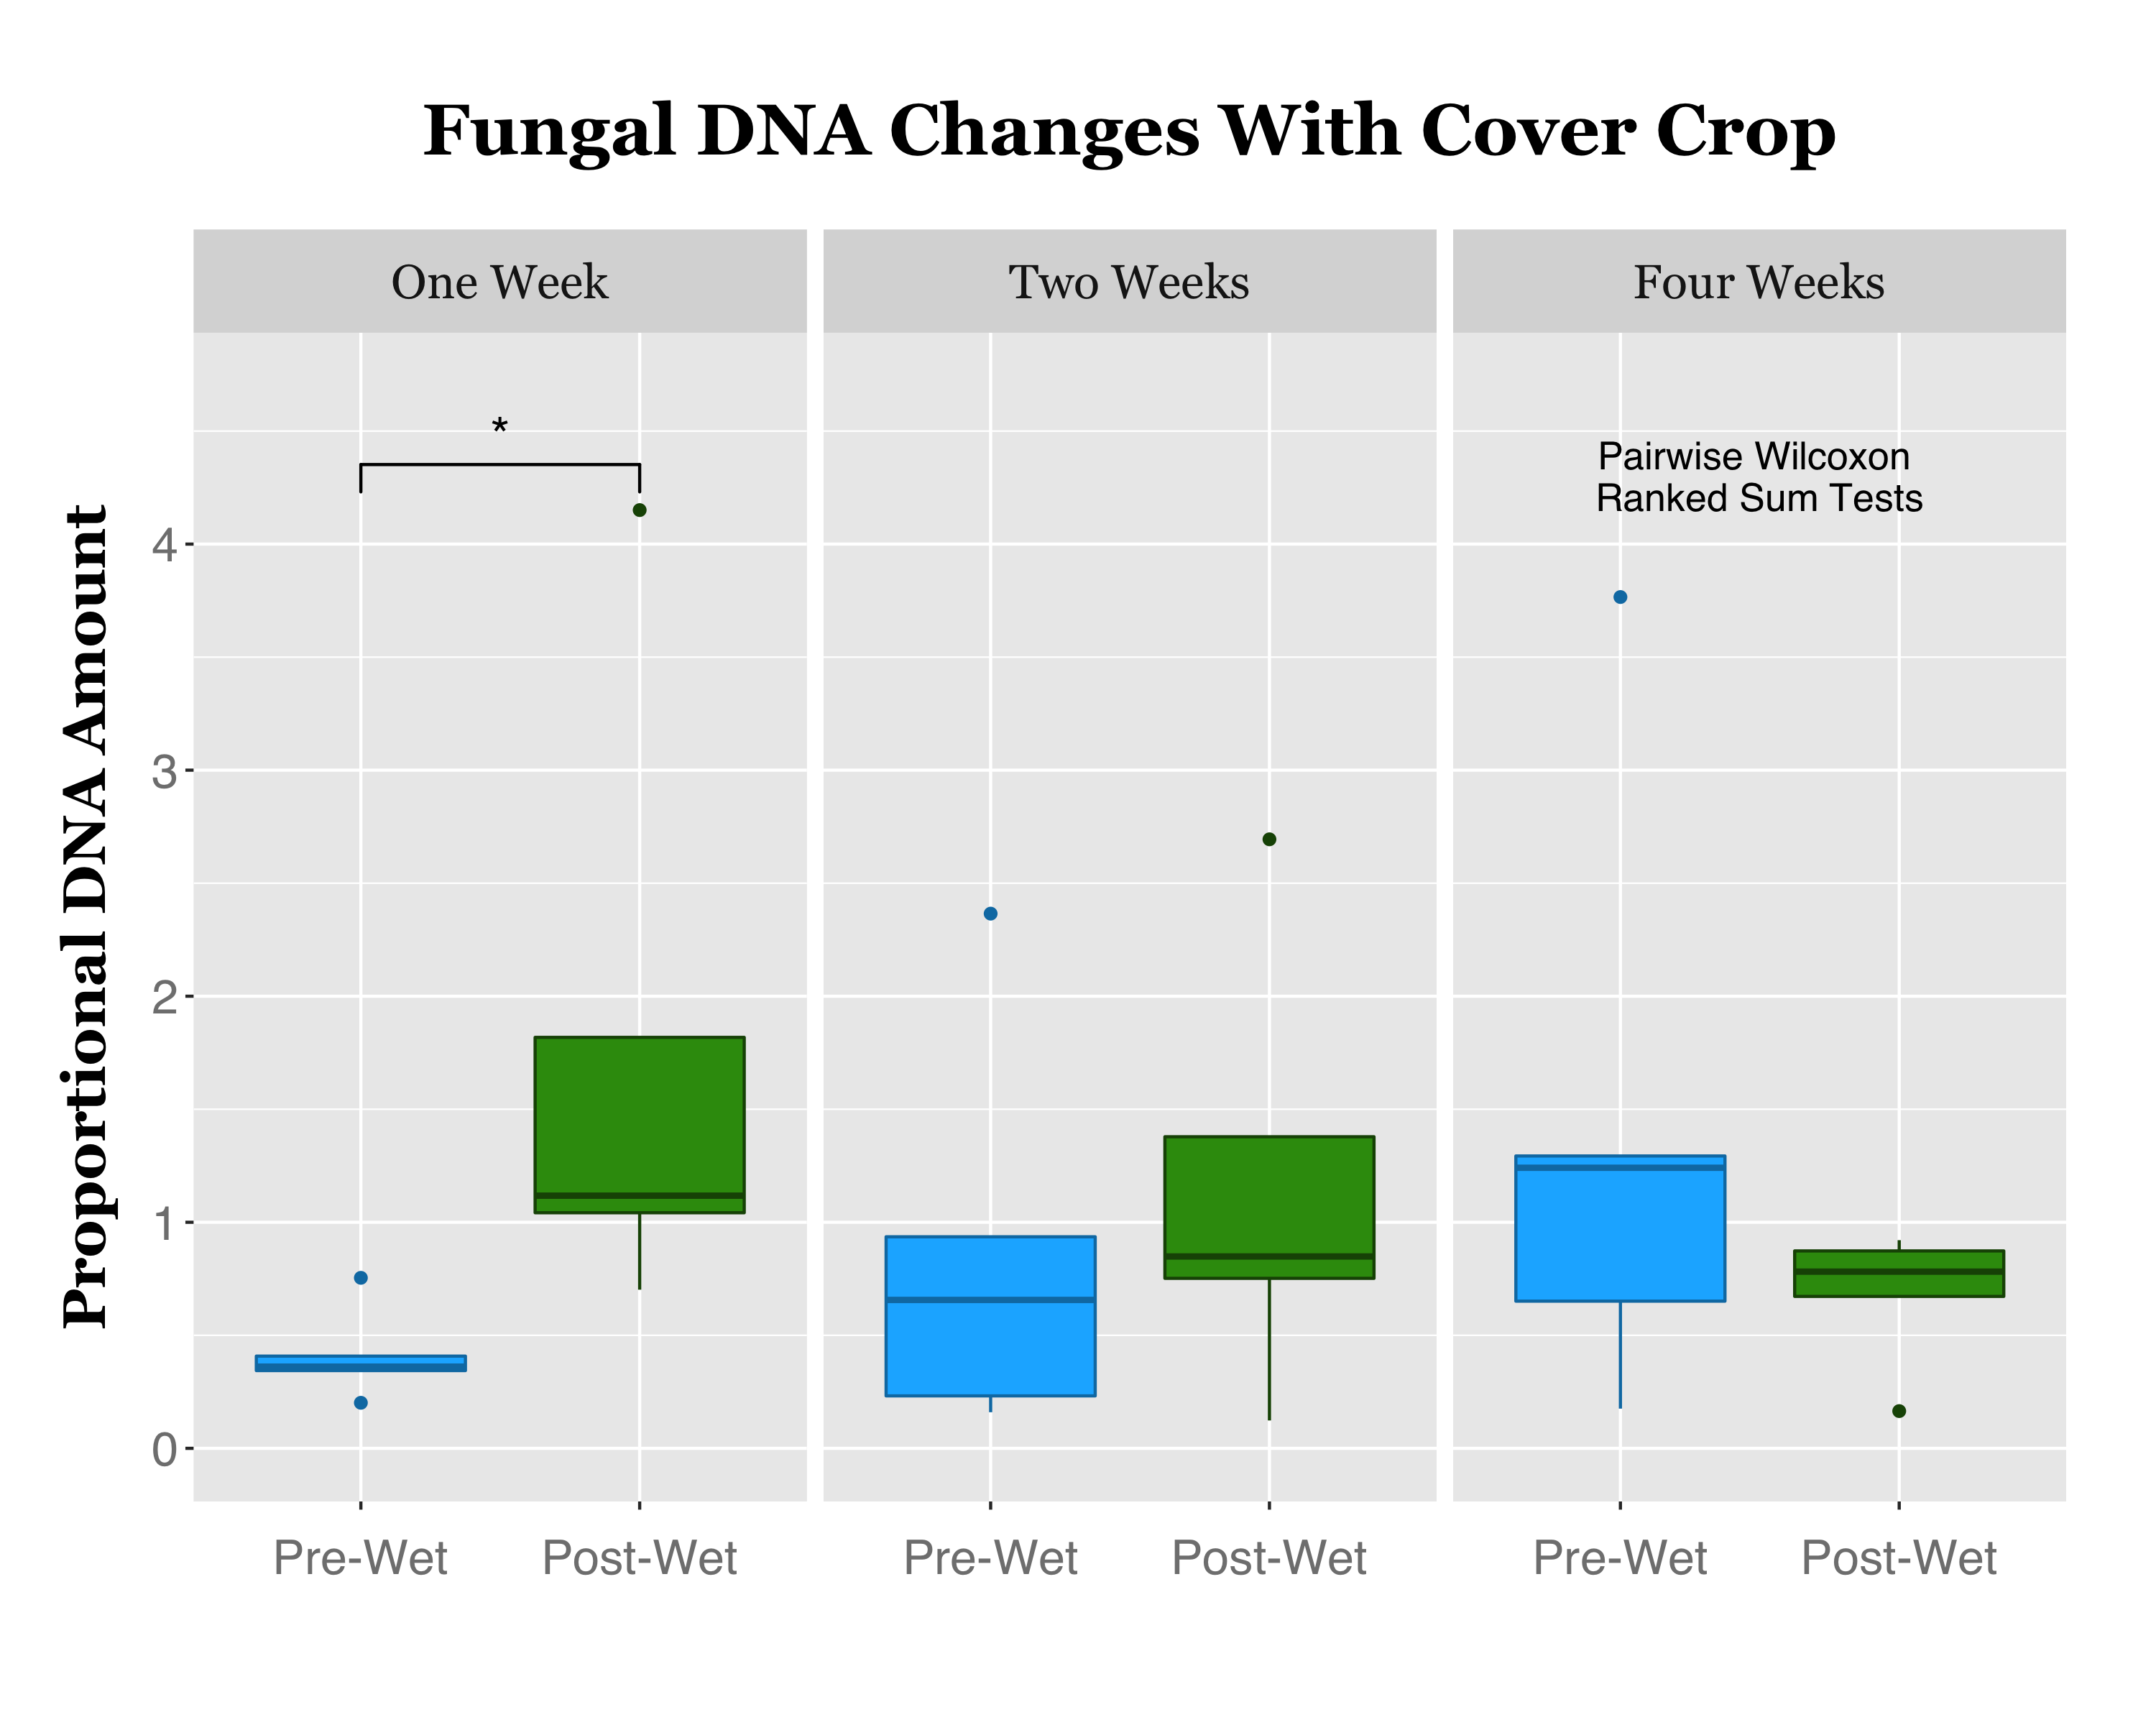 Fungal DNA Changes With Cover Crop
One Week
Two Weeks
Four Weeks
*
Pairwise Wilcoxon
Ranked Sum Tests
Proportional DNA Amount
4
3
2
1
0
Pre-Wet
Post-Wet
Pre-Wet
Post-Wet
Pre-Wet
Post-Wet